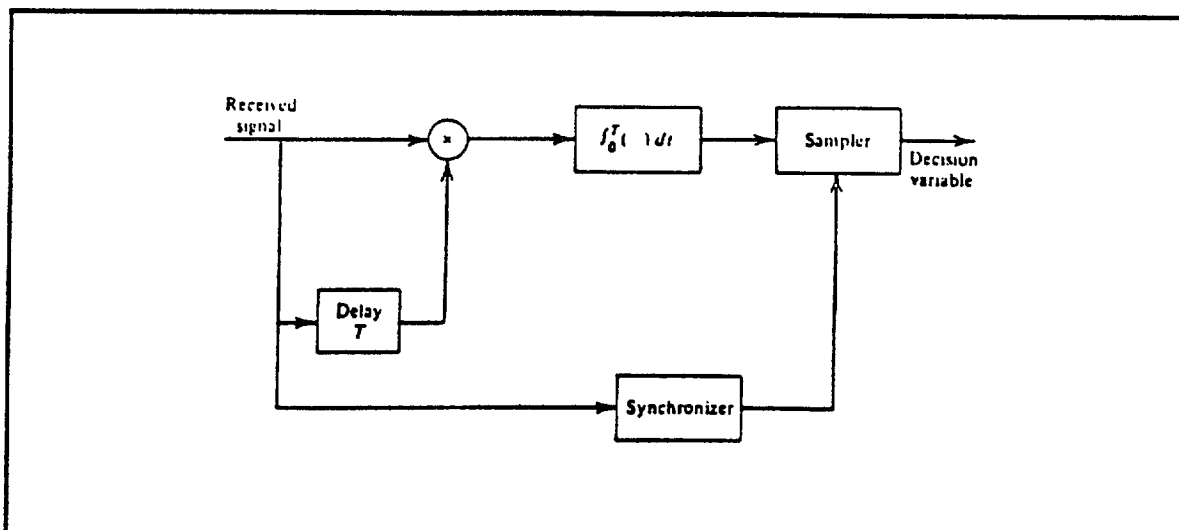 Received
signal
×
∫₀ᵀ( ) dt
Sampler
Decision
variable
Delay
T
Synchronizer